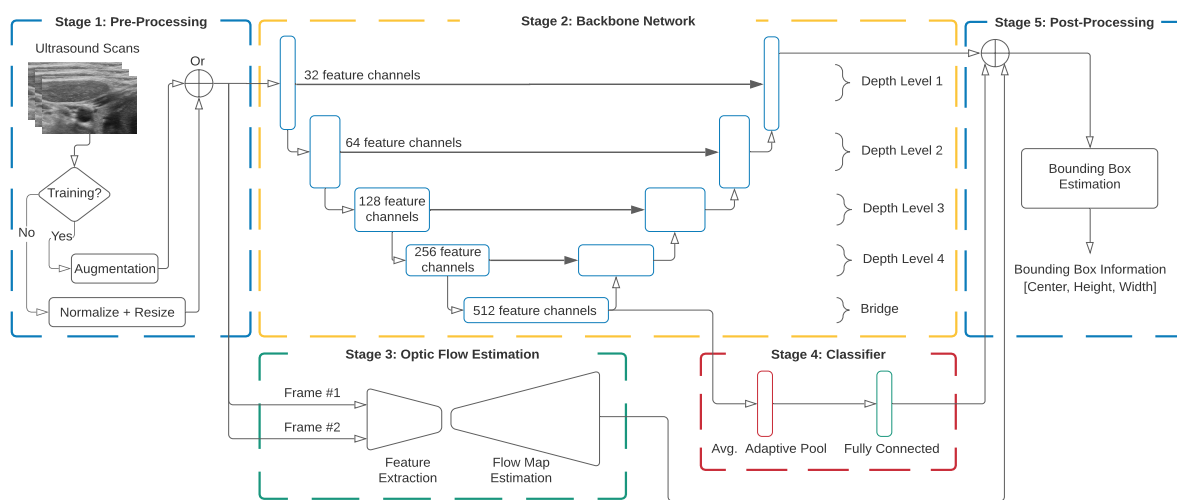 Stage 1: Pre-Processing
Ultrasound Scans
Or
Training?
No
Yes
Augmentation
Normalize + Resize
Stage 2: Backbone Network
32 feature channels
64 feature channels
128 feature
channels
256 feature
channels
512 feature channels
Depth Level 1
Depth Level 2
Depth Level 3
Depth Level 4
Bridge
Stage 3: Optic Flow Estimation
Frame #1
Frame #2
Feature
Extraction
Flow Map
Estimation
Stage 4: Classifier
Avg. Adaptive Pool
Fully Connected
Stage 5: Post-Processing
Bounding Box
Estimation
Bounding Box Information
[Center, Height, Width]